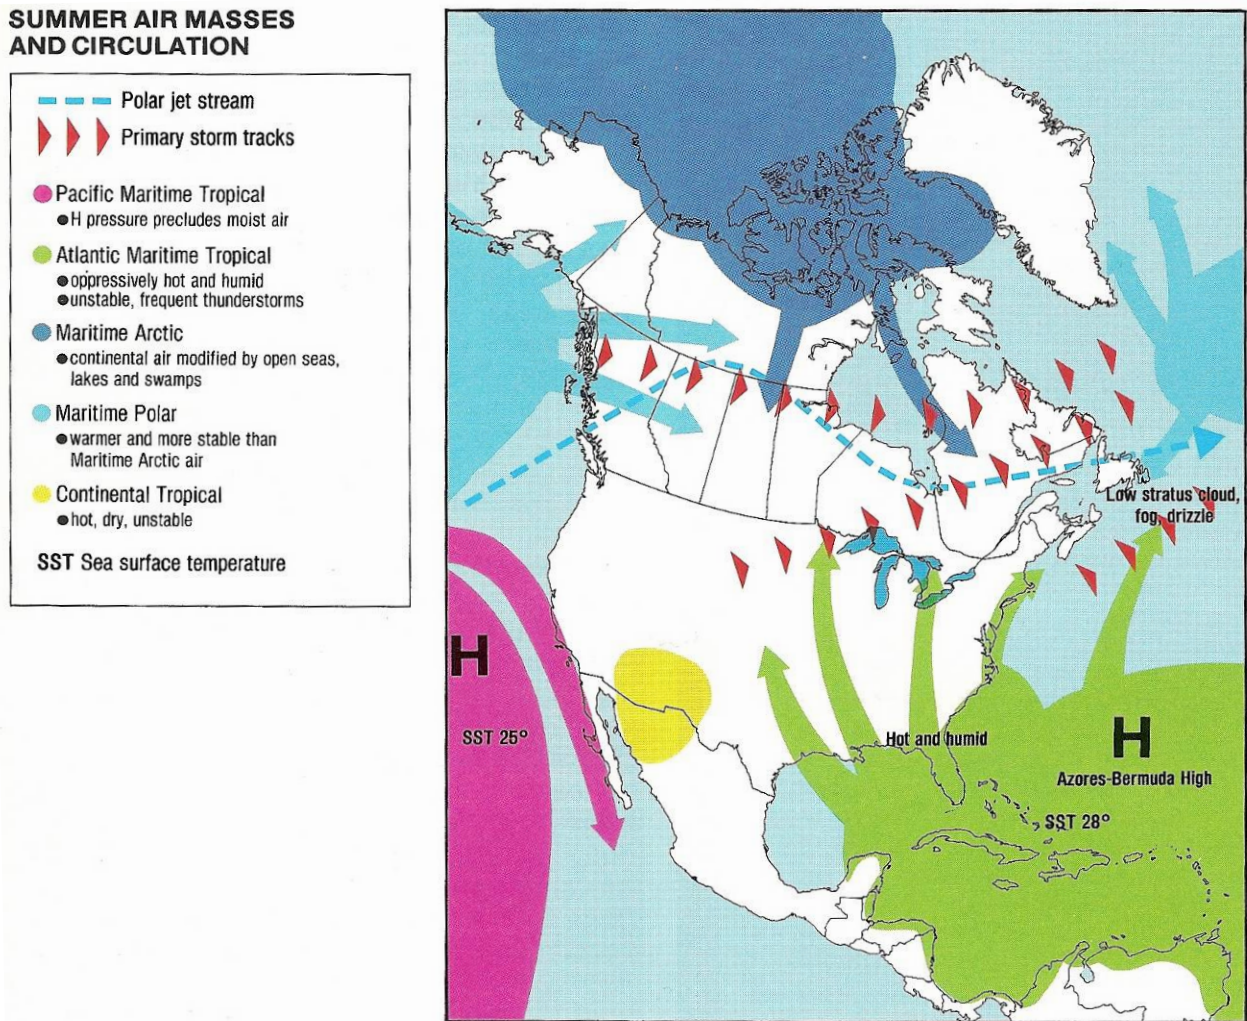 SUMMER AIR MASSES
AND CIRCULATION
Polar jet stream
Primary storm tracks
Pacific Maritime Tropical
●H pressure precludes moist air
Atlantic Maritime Tropical
●oppressively hot and humid
●unstable, frequent thunderstorms
Maritime Arctic
●continental air modified by open seas,
lakes and swamps
Maritime Polar
●warmer and more stable than
Maritime Arctic air
Continental Tropical
●hot, dry, unstable
SST Sea surface temperature
Low stratus cloud,
fog, drizzle
H
SST 25°
Hot and humid
H
Azores-Bermuda High
SST 28°